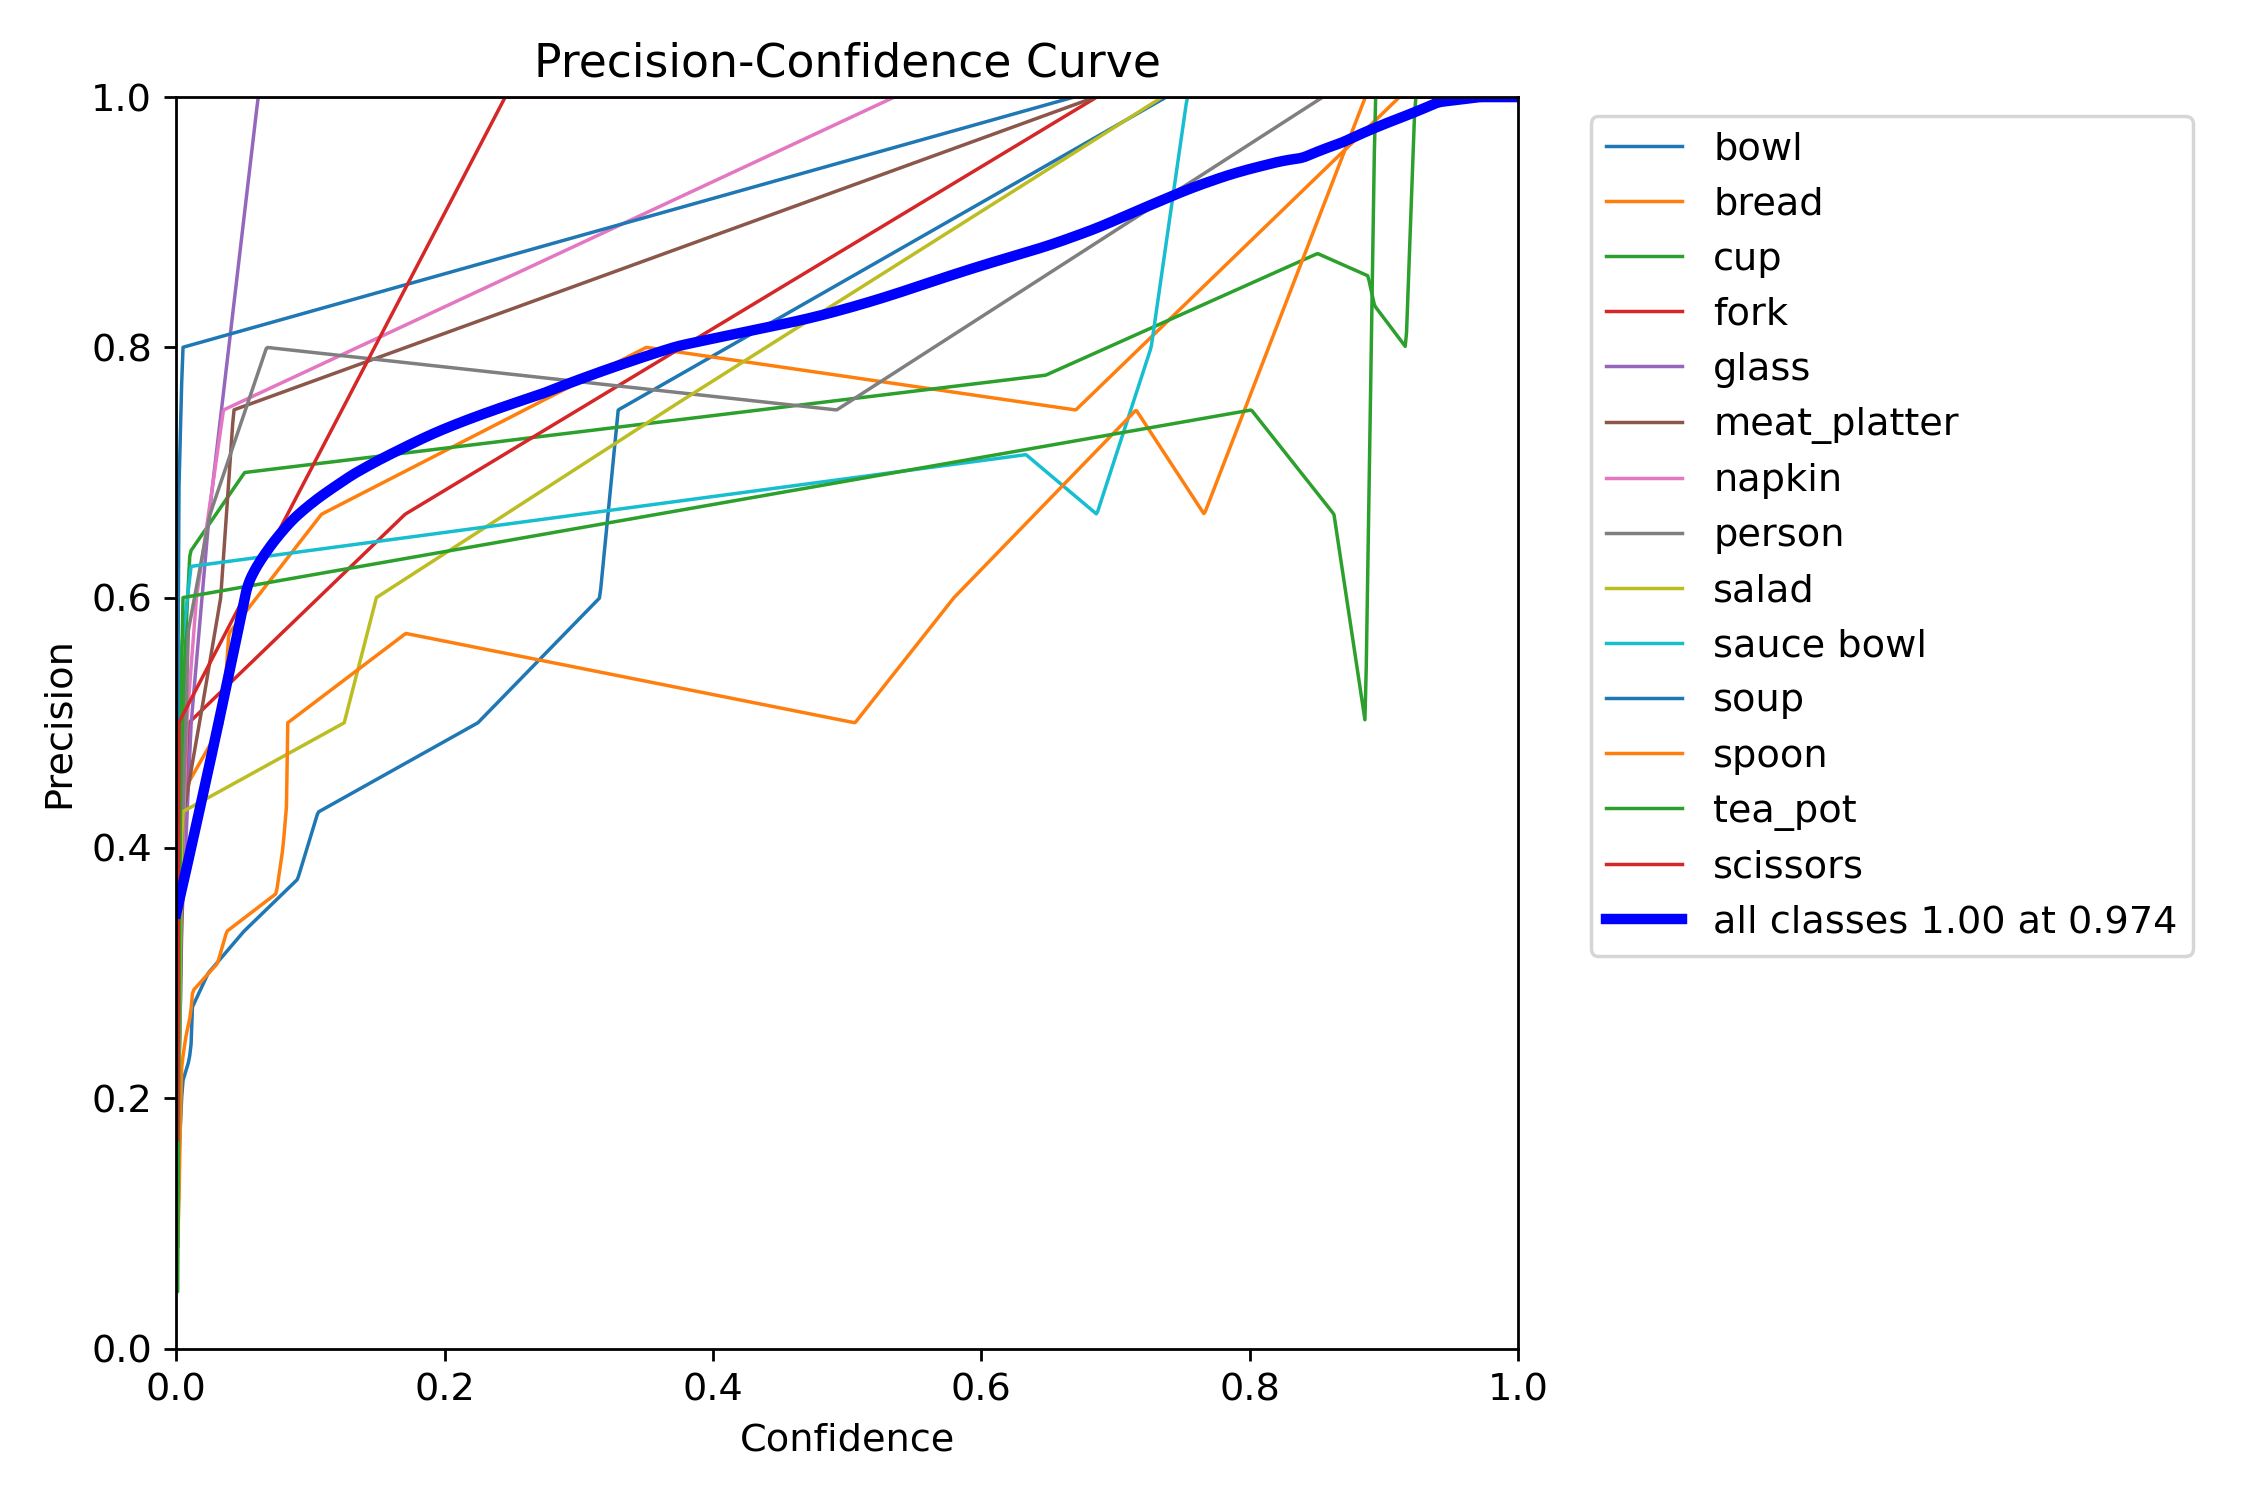 Precision-Confidence Curve
1.0
0.8
0.6
0.4
0.2
0.0
Precision
0.0 0.2 0.4 0.6 0.8 1.0
Confidence
bowl
bread
cup
fork
glass
meat_platter
napkin
person
salad
sauce bowl
soup
spoon
tea_pot
scissors
all classes 1.00 at 0.974